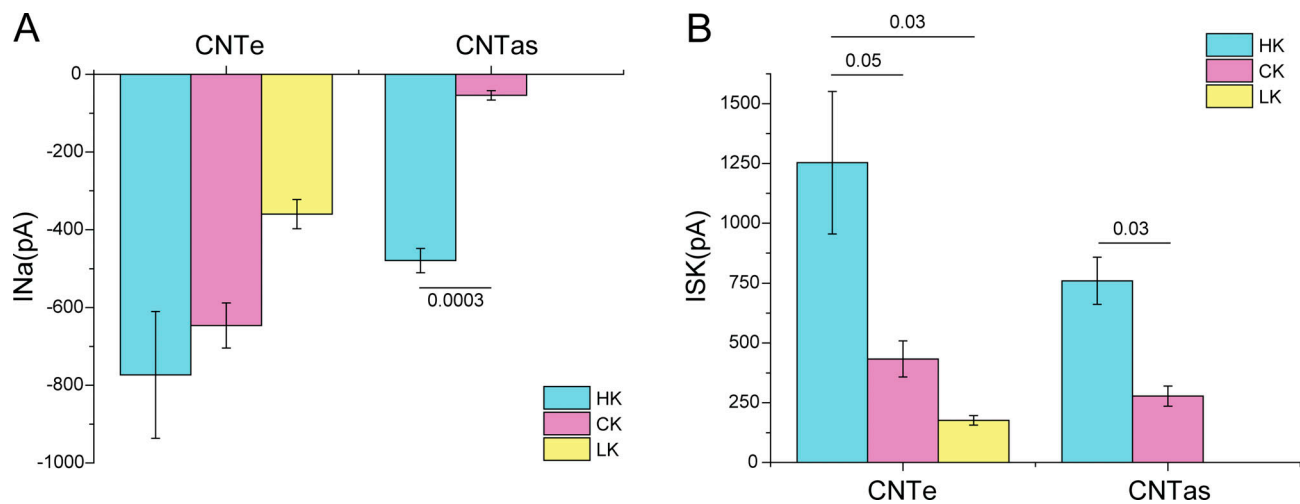 A
CNTe CNTas
0
-200
-400
-600
-800
-1000
INa(pA)
0.0003
HK
CK
LK
B
0.03
0.05
0.03
HK
CK
LK
1500
1250
1000
750
500
250
0
ISK(pA)
CNTe CNTas